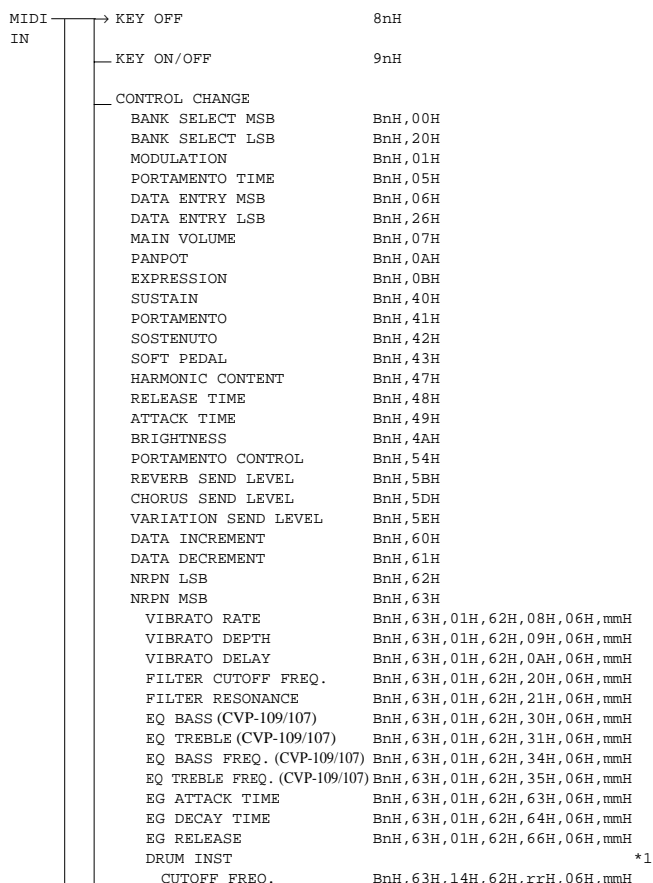 MIDI → KEY OFF 8nH
IN
KEY ON/OFF 9nH
CONTROL CHANGE
BANK SELECT MSB BnH,00H
BANK SELECT LSB BnH,20H
MODULATION BnH,01H
PORTAMENTO TIME BnH,05H
DATA ENTRY MSB BnH,06H
DATA ENTRY LSB BnH,26H
MAIN VOLUME BnH,07H
PANPOT BnH,0AH
EXPRESSION BnH,0BH
SUSTAIN BnH,40H
PORTAMENTO BnH,41H
SOSTENUTO BnH,42H
SOFT PEDAL BnH,43H
HARMONIC CONTENT BnH,47H
RELEASE TIME BnH,48H
ATTACK TIME BnH,49H
BRIGHTNESS BnH,4AH
PORTAMENTO CONTROL BnH,54H
REVERB SEND LEVEL BnH,5BH
CHORUS SEND LEVEL BnH,5DH
VARIATION SEND LEVEL BnH,5EH
DATA INCREMENT BnH,60H
DATA DECREMENT BnH,61H
NRPN LSB BnH,62H
NRPN MSB BnH,63H
VIBRATO RATE BnH,63H,01H,62H,08H,06H,mmH
VIBRATO DEPTH BnH,63H,01H,62H,09H,06H,mmH
VIBRATO DELAY BnH,63H,01H,62H,0AH,06H,mmH
FILTER CUTOFF FREQ. BnH,63H,01H,62H,20H,06H,mmH
FILTER RESONANCE BnH,63H,01H,62H,21H,06H,mmH
EQ BASS (CVP-109/107) BnH,63H,01H,62H,30H,06H,mmH
EQ TREBLE (CVP-109/107) BnH,63H,01H,62H,31H,06H,mmH
EQ BASS FREQ. (CVP-109/107) BnH,63H,01H,62H,34H,06H,mmH
EQ TREBLE FREQ. (CVP-109/107) BnH,63H,01H,62H,35H,06H,mmH
EG ATTACK TIME BnH,63H,01H,62H,63H,06H,mmH
EG DECAY TIME BnH,63H,01H,62H,64H,06H,mmH
EG RELEASE BnH,63H,01H,62H,66H,06H,mmH
DRUM INST *1
CUTOFF FREQ. BnH,63H,14H,62H,rrH,06H,mmH